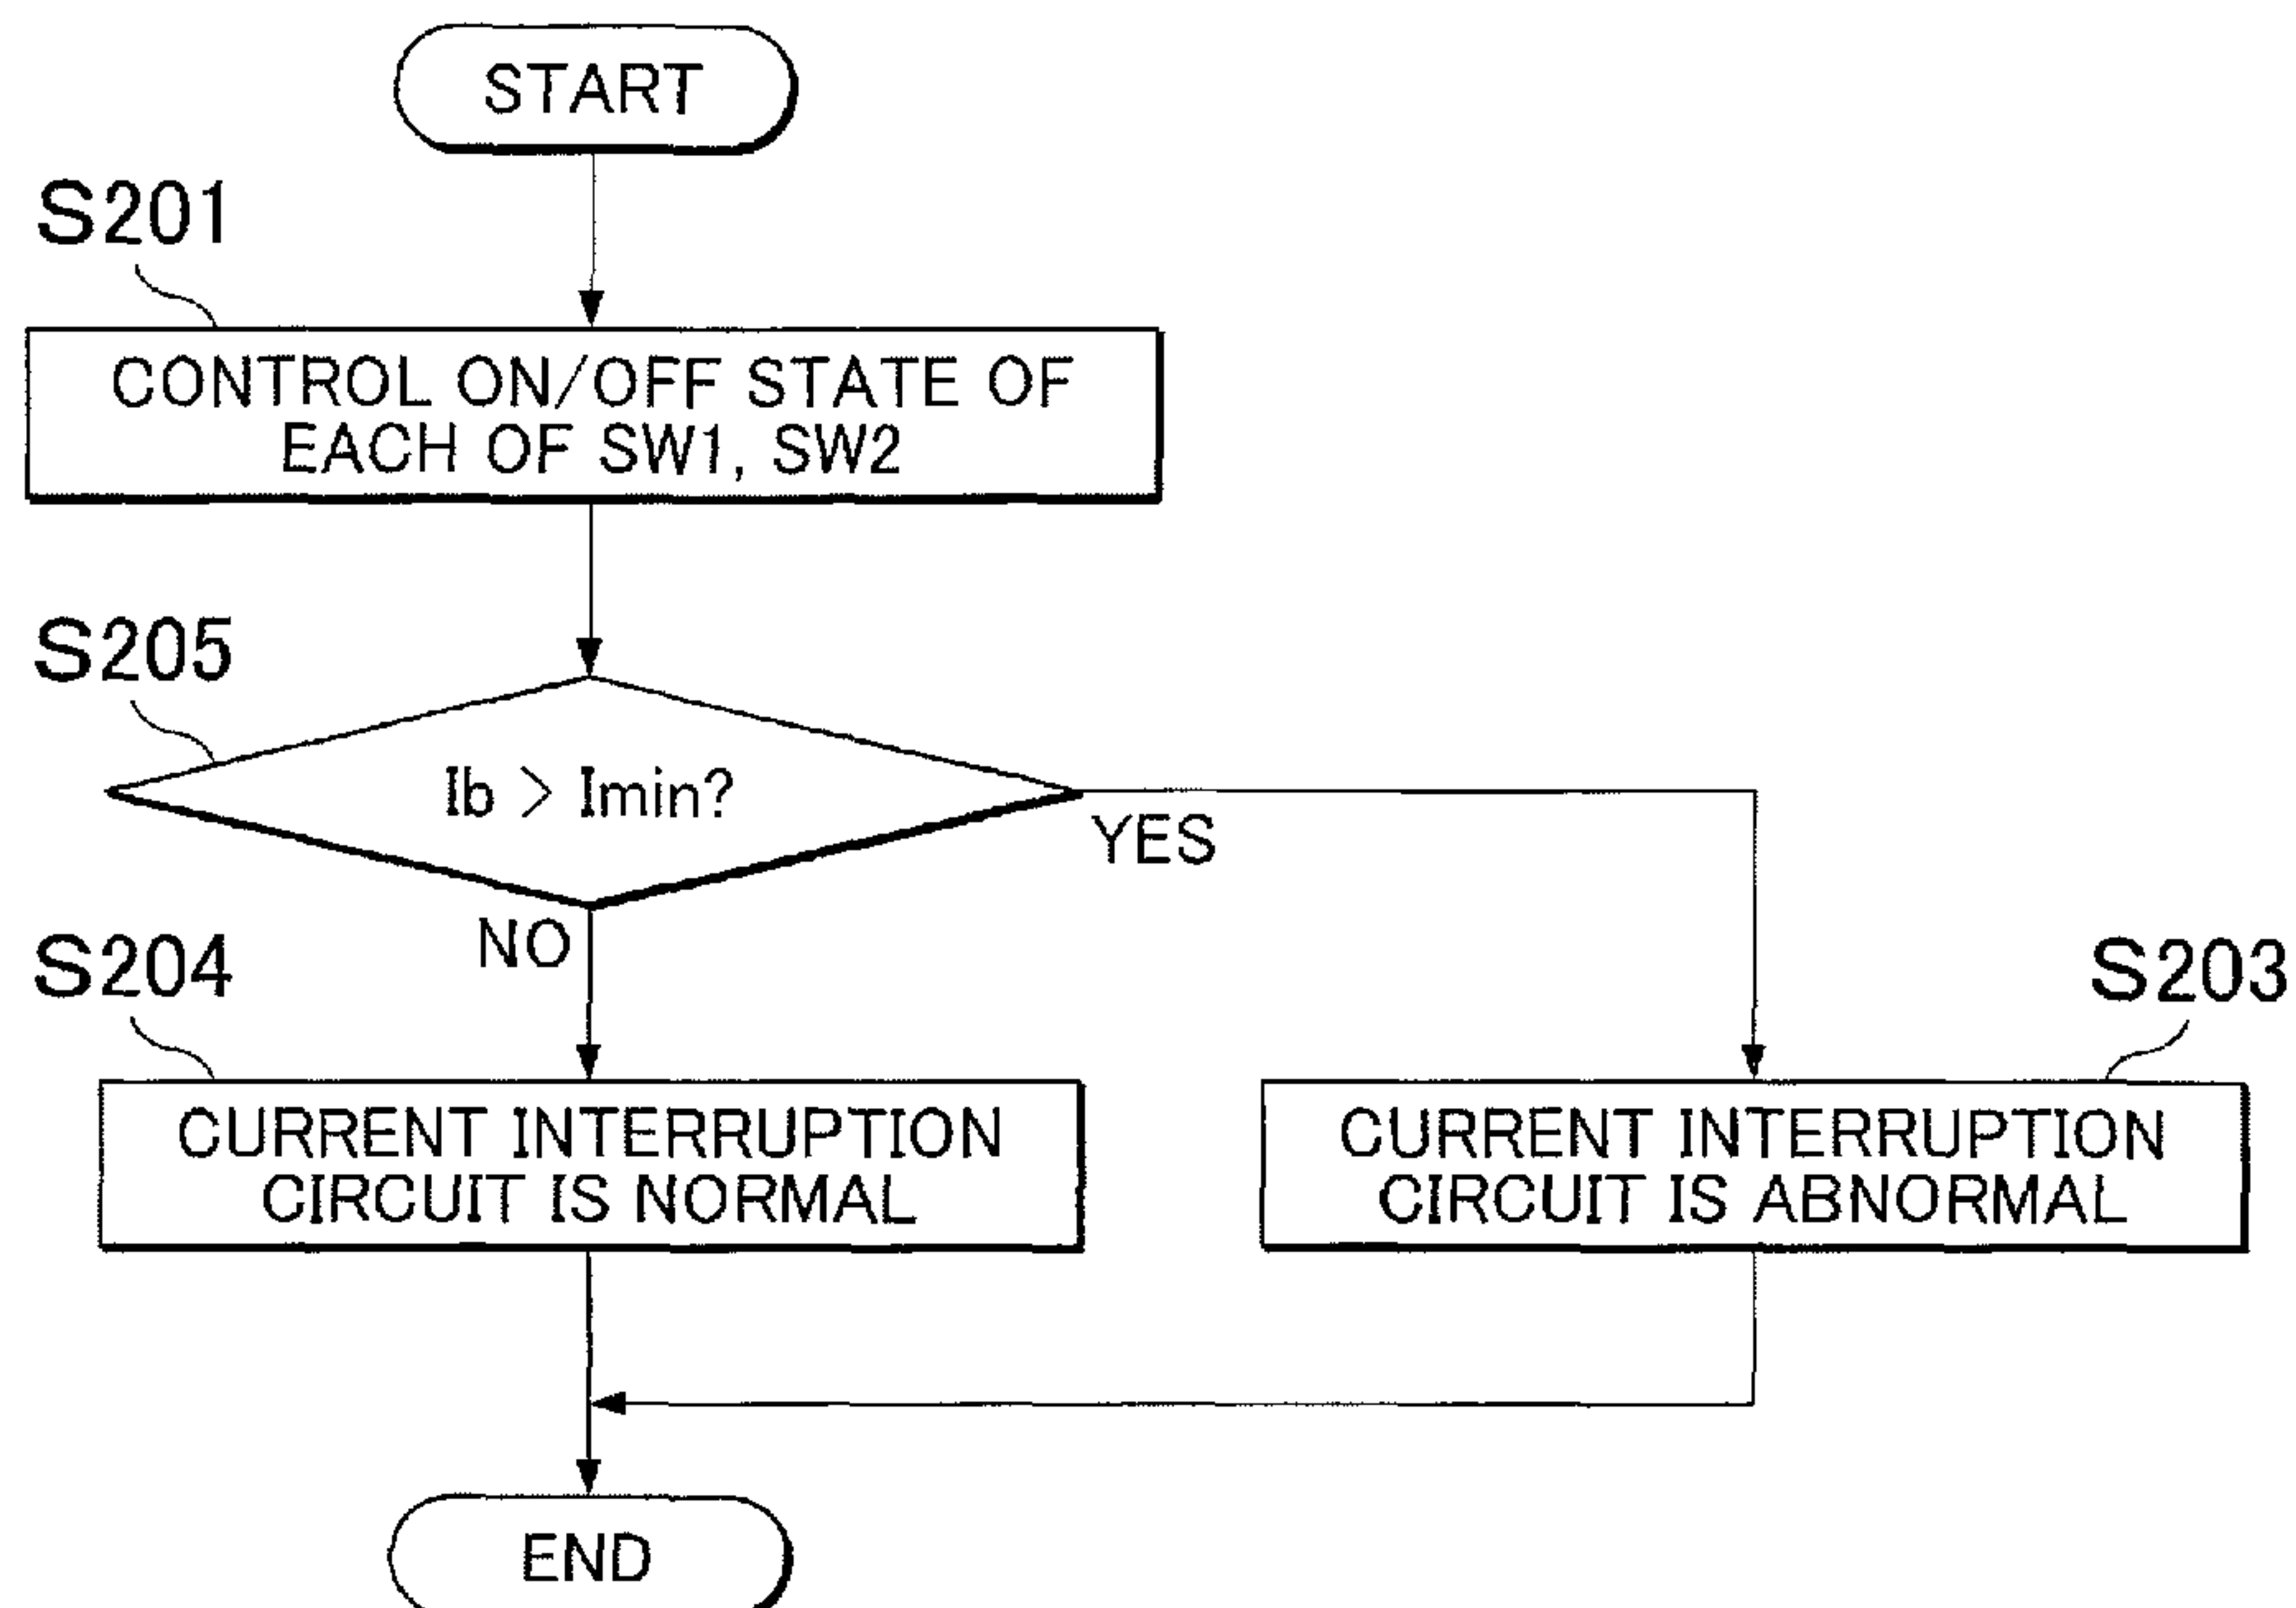 START
S201
CONTROL ON/OFF STATE OF
EACH OF SW1, SW2
S205
Ib > Imin?
YES
NO
S204
S203
CURRENT INTERRUPTION
CIRCUIT IS NORMAL
CURRENT INTERRUPTION
CIRCUIT IS ABNORMAL
END